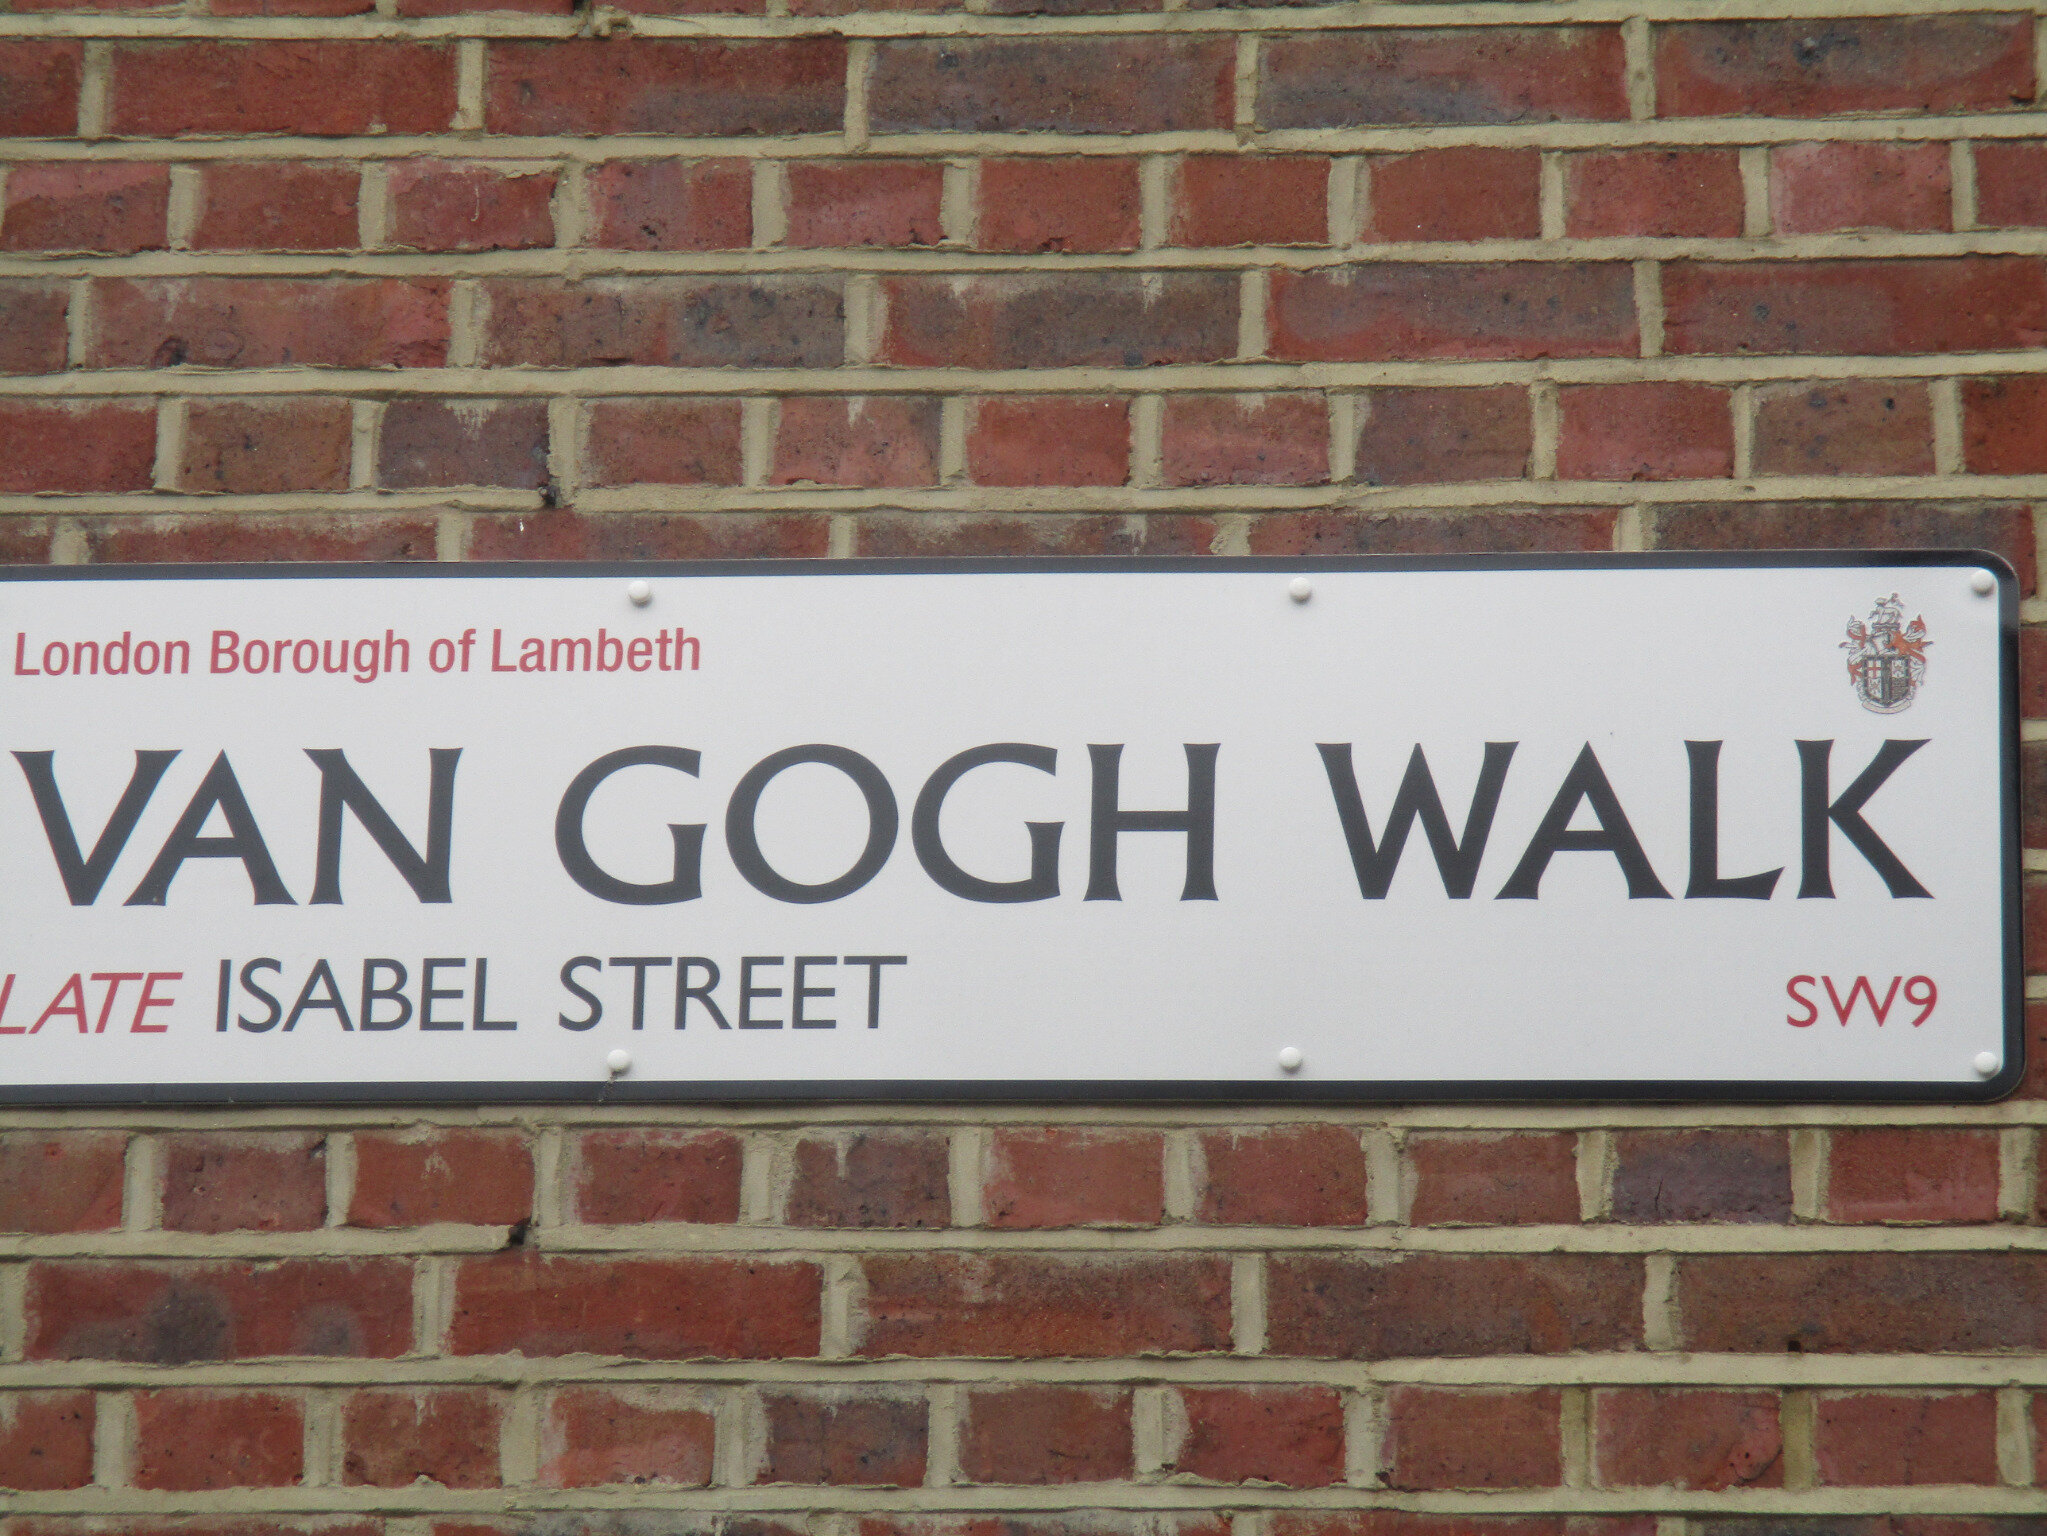 London Borough of Lambeth
VAN GOGH WALK
LATE ISABEL STREET
SW9